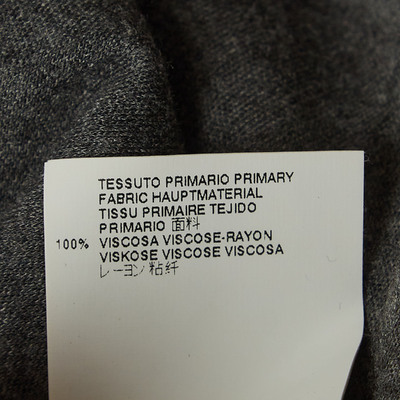 TESSUTO PRIMARIO PRIMARY
FABRIC HAUPTMATERIAL
TISSU PRIMAIRE TEJIDO
PRIMARIO 面料
100% VISCOSA VISCOSE-RAYON
VISKOSE VISCOSE VISCOSA
レーヨン 粘纤